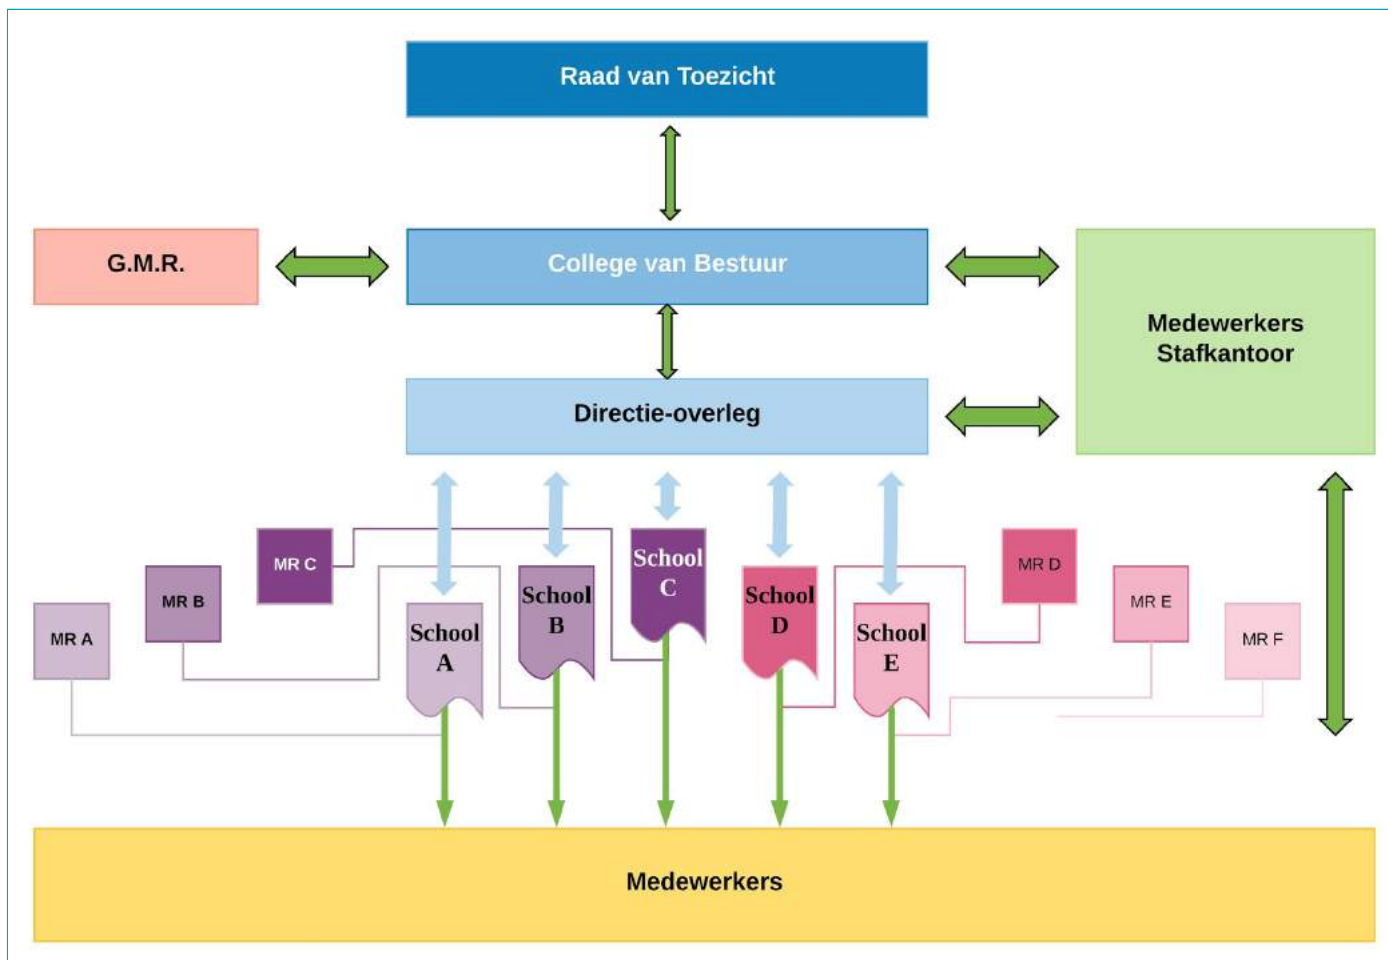 Raad van Toezicht
G.M.R.
College van Bestuur
Medewerkers
Stafkantoor
Directie-overleg
MR A
MR B
MR C
School
A
School
B
School
C
School
D
School
E
MR D
MR E
MR F
Medewerkers